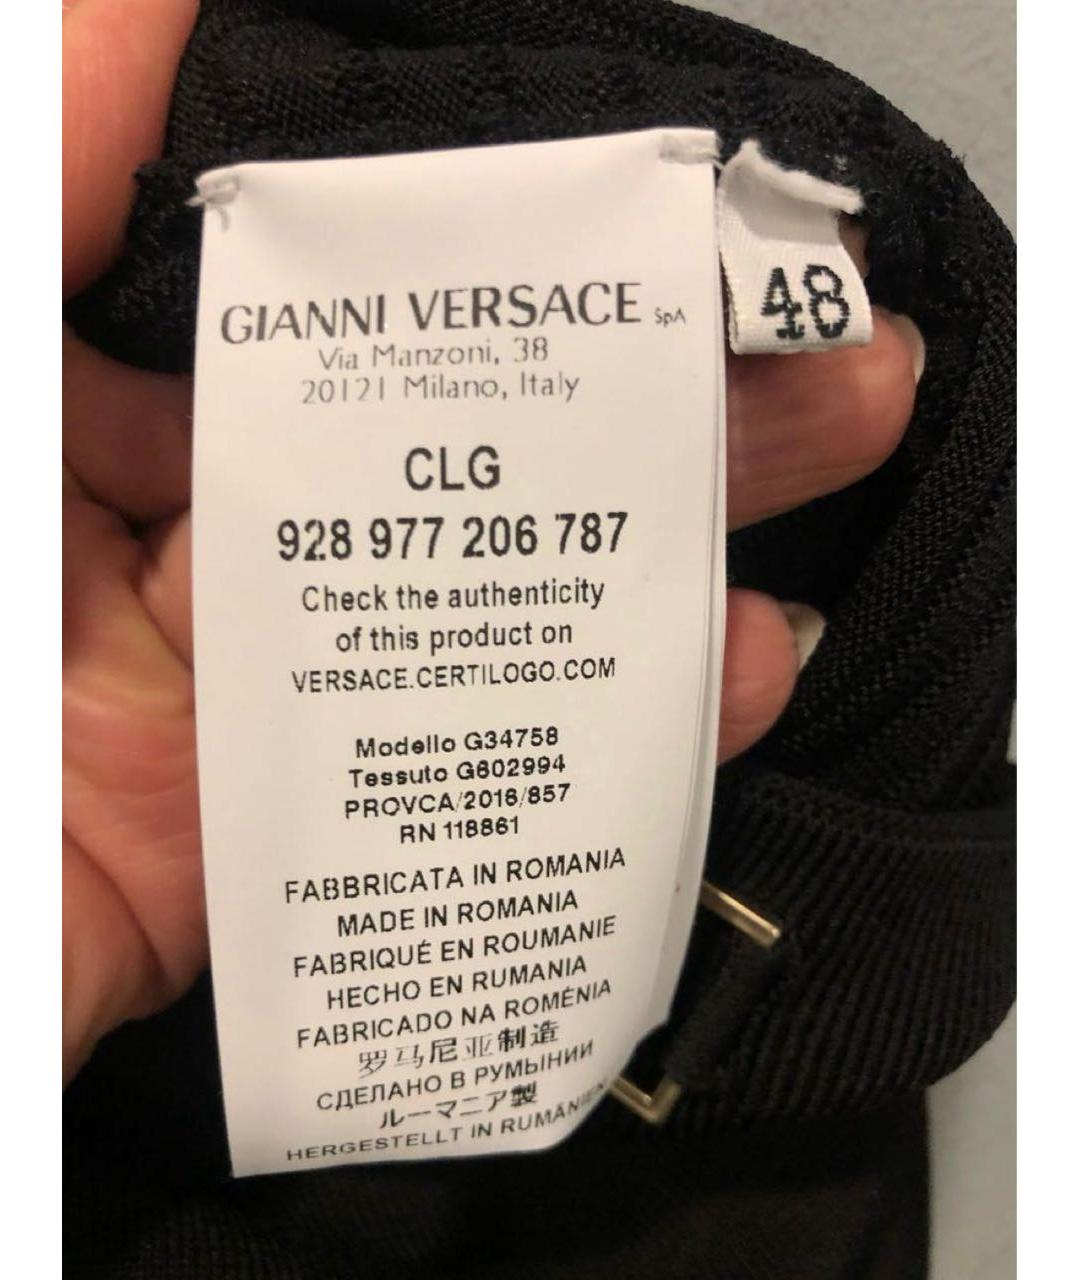 GIANNI VERSACE SpA
Via Manzoni, 38
20121 Milano, Italy
48
CLG
928 977 206 787
Check the authenticity
of this product on
VERSACE.CERTILOGO.COM
Modello G34758
Tessuto G602994
PROVCA/2016/857
RN 118861
FABBRICATA IN ROMANIA
MADE IN ROMANIA
FABRIQUÉ EN ROUMANIE
HECHO EN RUMANIA
FABRICADO NA ROMÉNIA
罗马尼亚制造
СДЕЛАНО В РУМЫНИИ
ルーマニア製
HERGESTELLT IN RUMÄNIEN